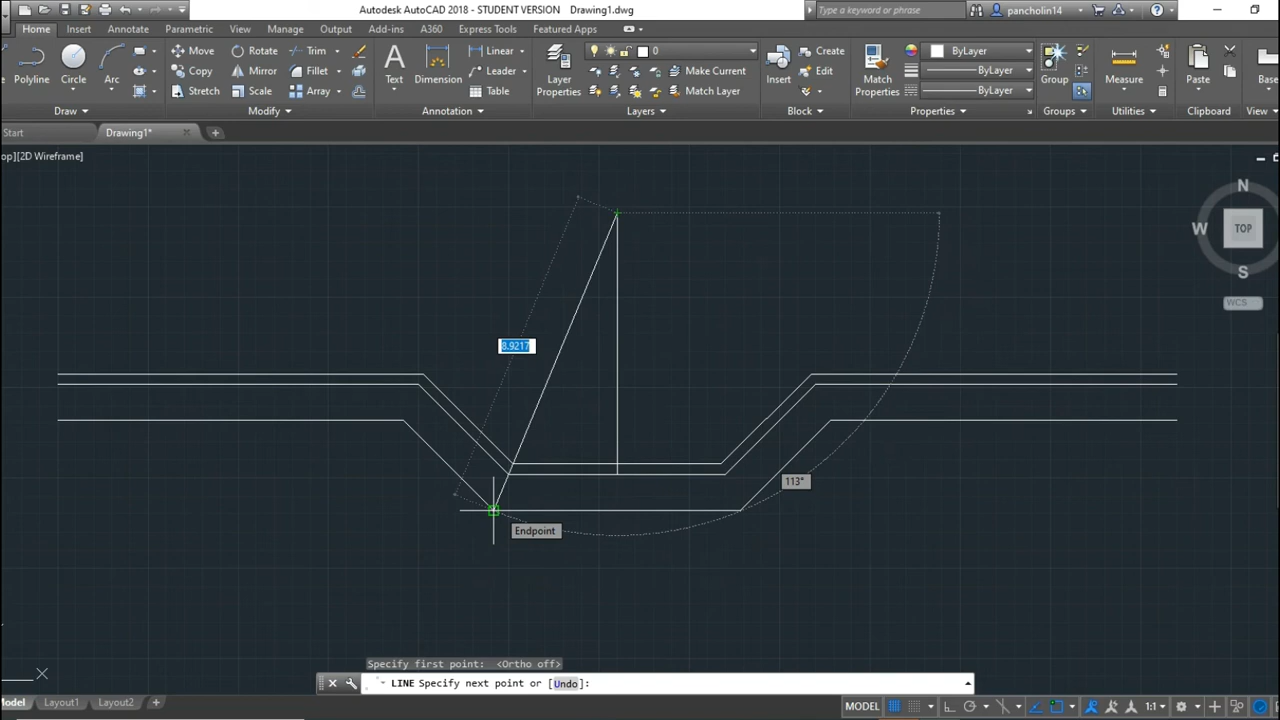 Autodesk AutoCAD 2018 - STUDENT VERSION Drawing1.dwg
Type a keyword or phrase
pancholin14
Home Insert Annotate Parametric View Manage Output Add-ins A360 Express Tools Featured Apps
Polyline Circle Arc
Move Rotate Trim
Copy Mirror Fillet
Stretch Scale Array
Text Dimension
Linear
Leader
Table
Layer Properties
0
Make Current
Match Layer
Insert
Create
Edit
Match Properties
ByLayer
ByLayer
ByLayer
Group
Measure
Paste
Base
Draw Modify Annotation Layers Block Properties Groups Utilities Clipboard View
Start Drawing1*
op][2D Wireframe]
N
W TOP
S
WCS
8.9217
113°
Endpoint
Specify first point: <Ortho off>
LINE Specify next point or [Undo]:
Model Layout1 Layout2
MODEL 1:1